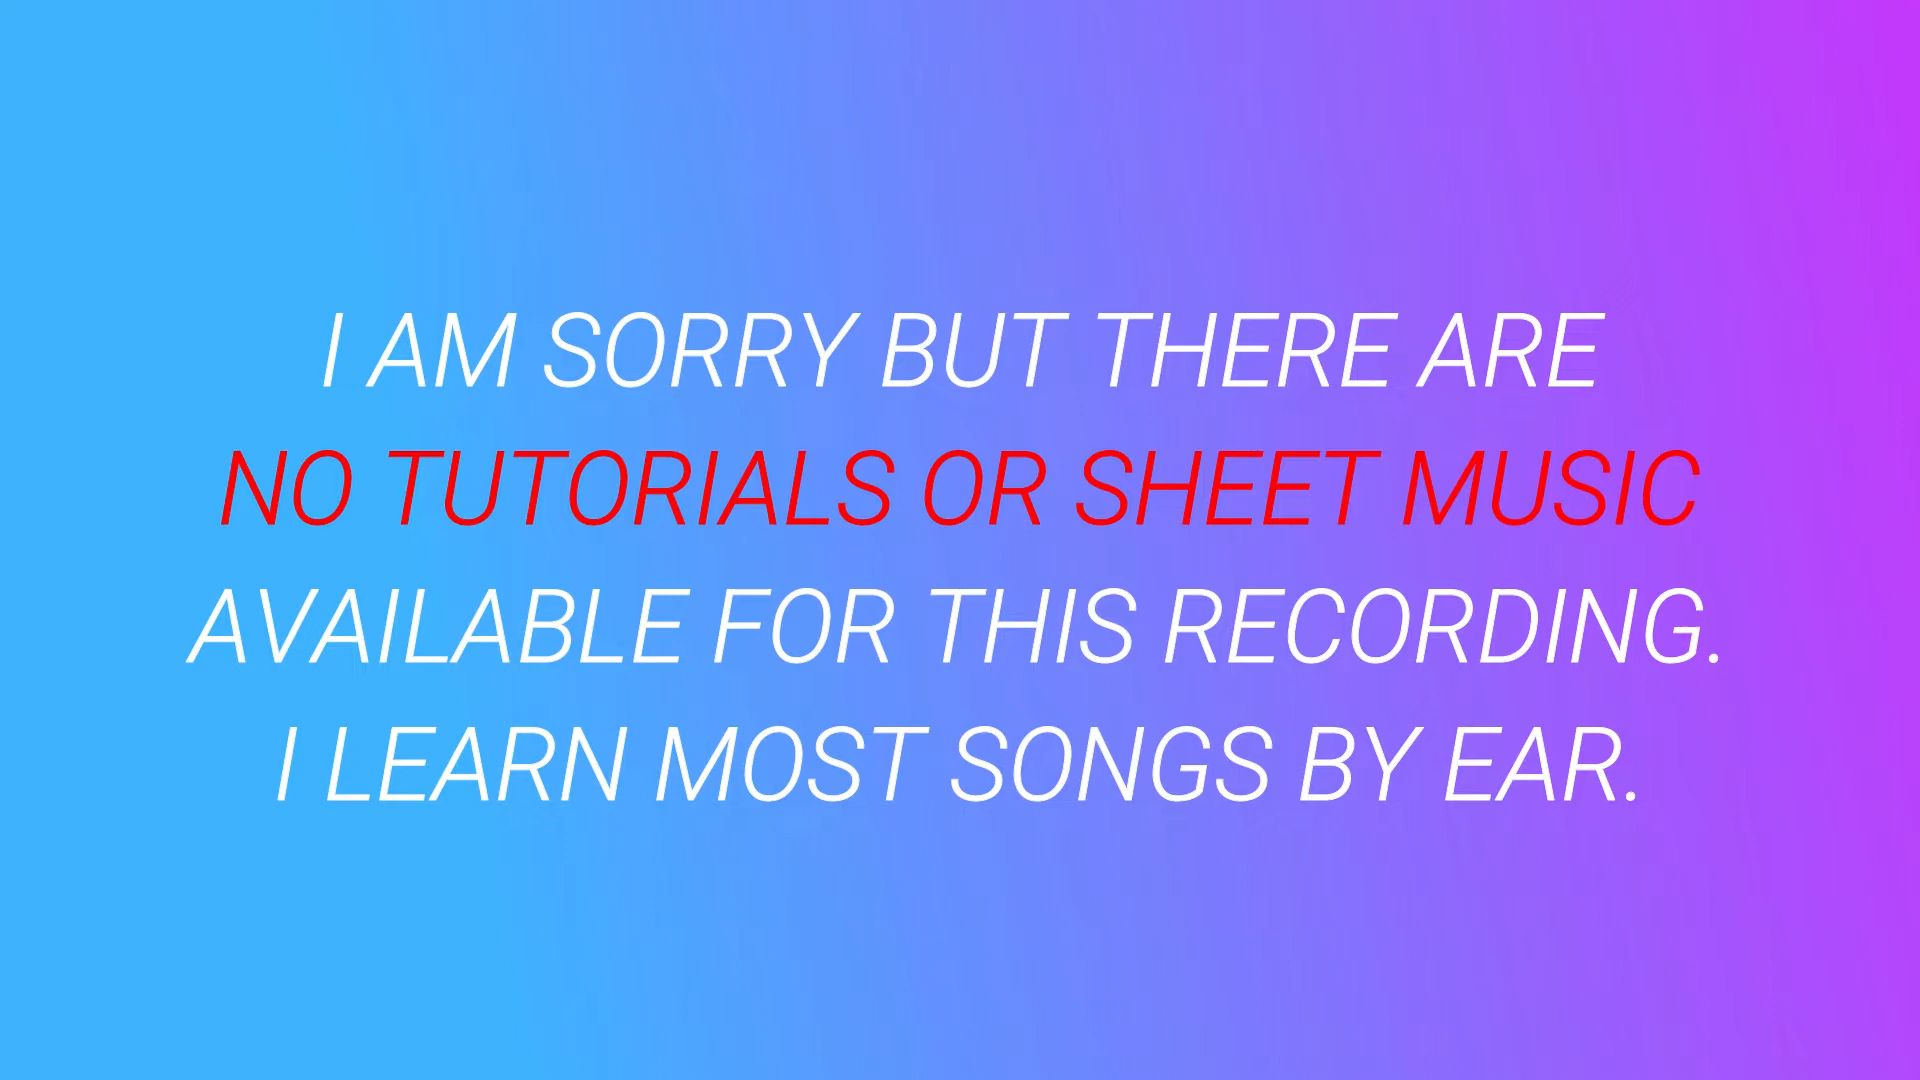 I AM SORRY BUT THERE ARE
NO TUTORIALS OR SHEET MUSIC
AVAILABLE FOR THIS RECORDING.
I LEARN MOST SONGS BY EAR.